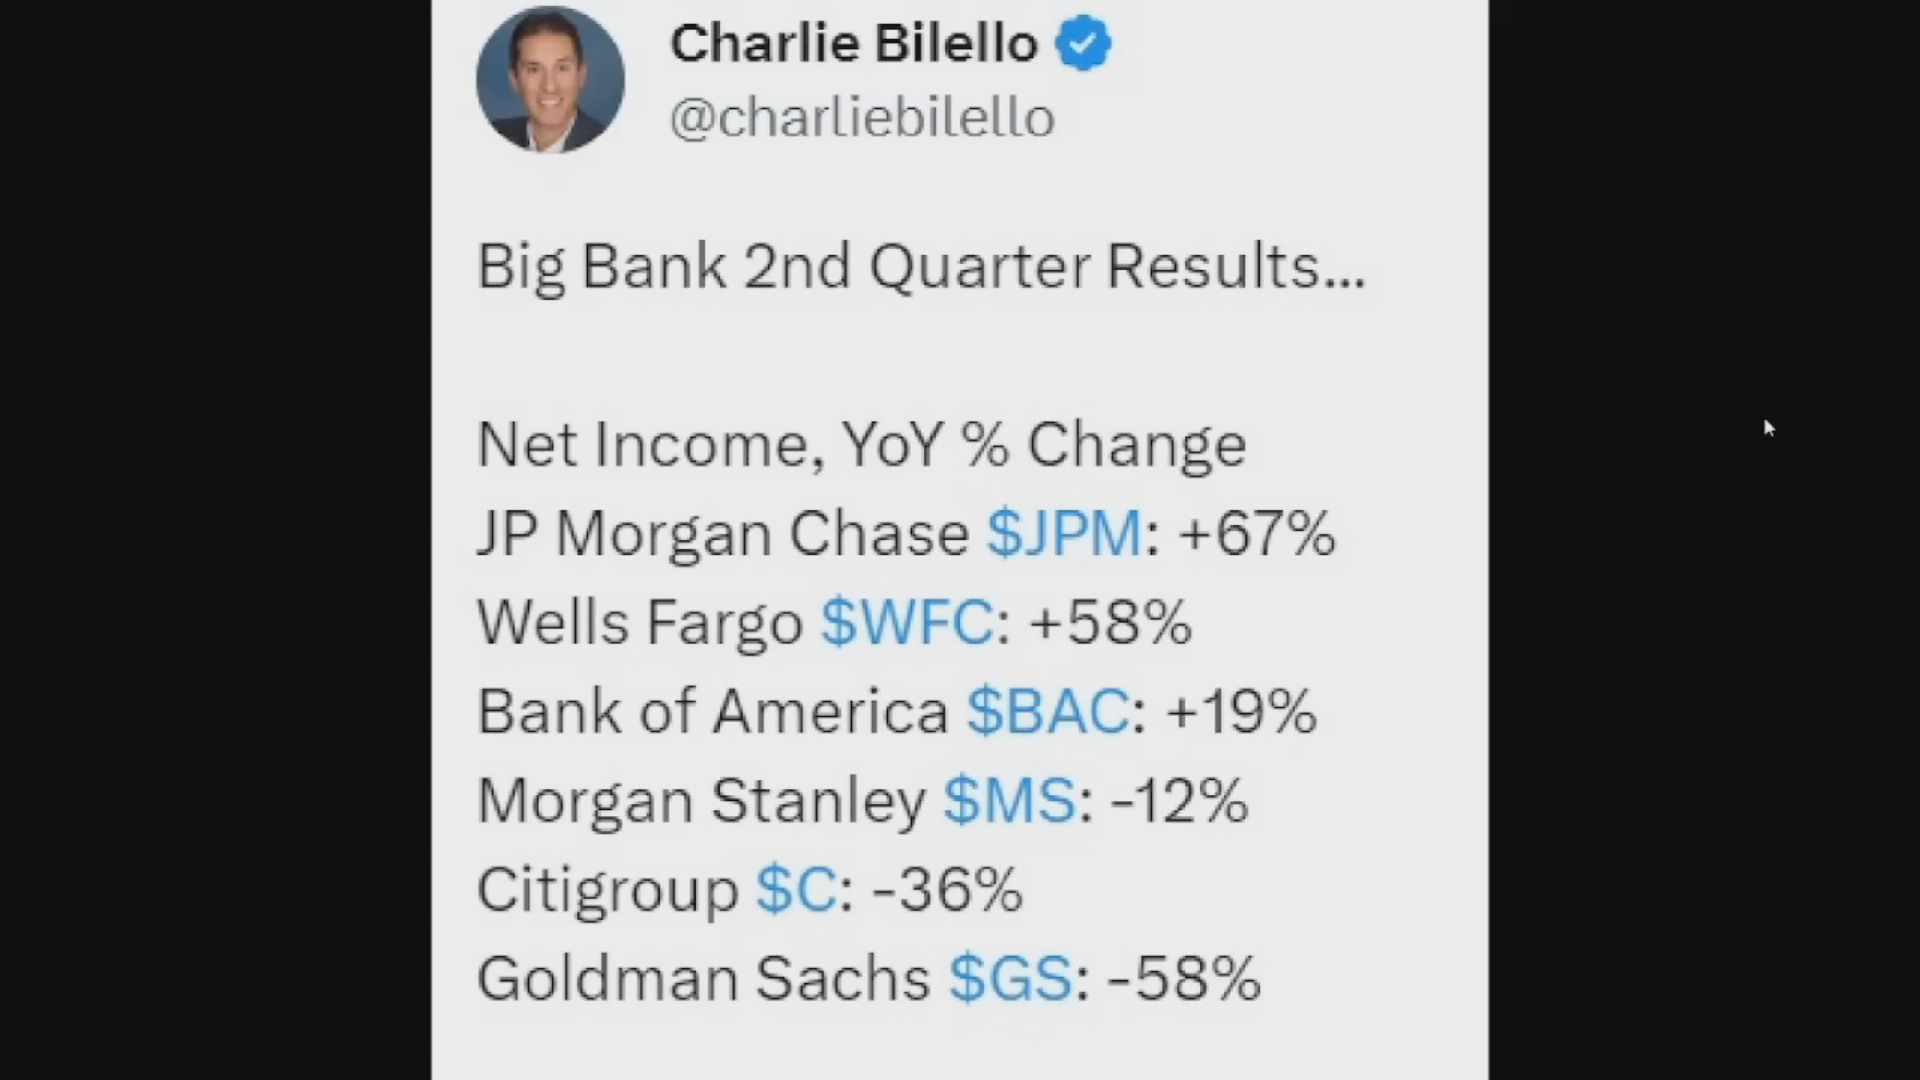 Charlie Bilello
@charliebilello
Big Bank 2nd Quarter Results...
Net Income, YoY % Change
JP Morgan Chase $JPM: +67%
Wells Fargo $WFC: +58%
Bank of America $BAC: +19%
Morgan Stanley $MS: -12%
Citigroup $C: -36%
Goldman Sachs $GS: -58%